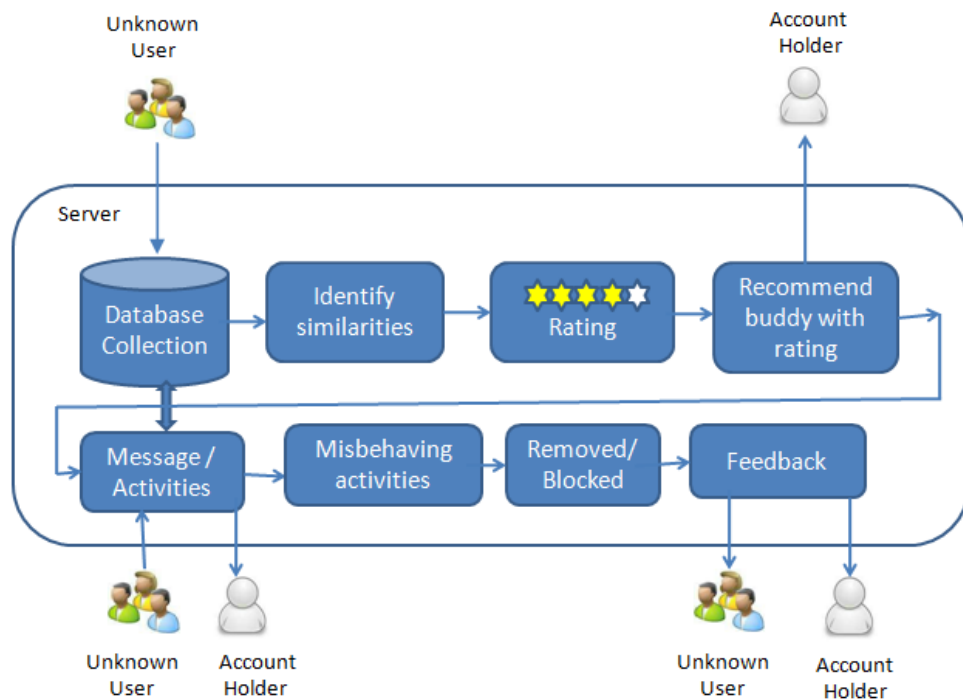 Unknown
User
Account
Holder
Server
Database
Collection
Identify
similarities
Rating
Recommend
buddy with
rating
Message /
Activities
Misbehaving
activities
Removed/
Blocked
Feedback
Unknown
User
Account
Holder
Unknown
User
Account
Holder